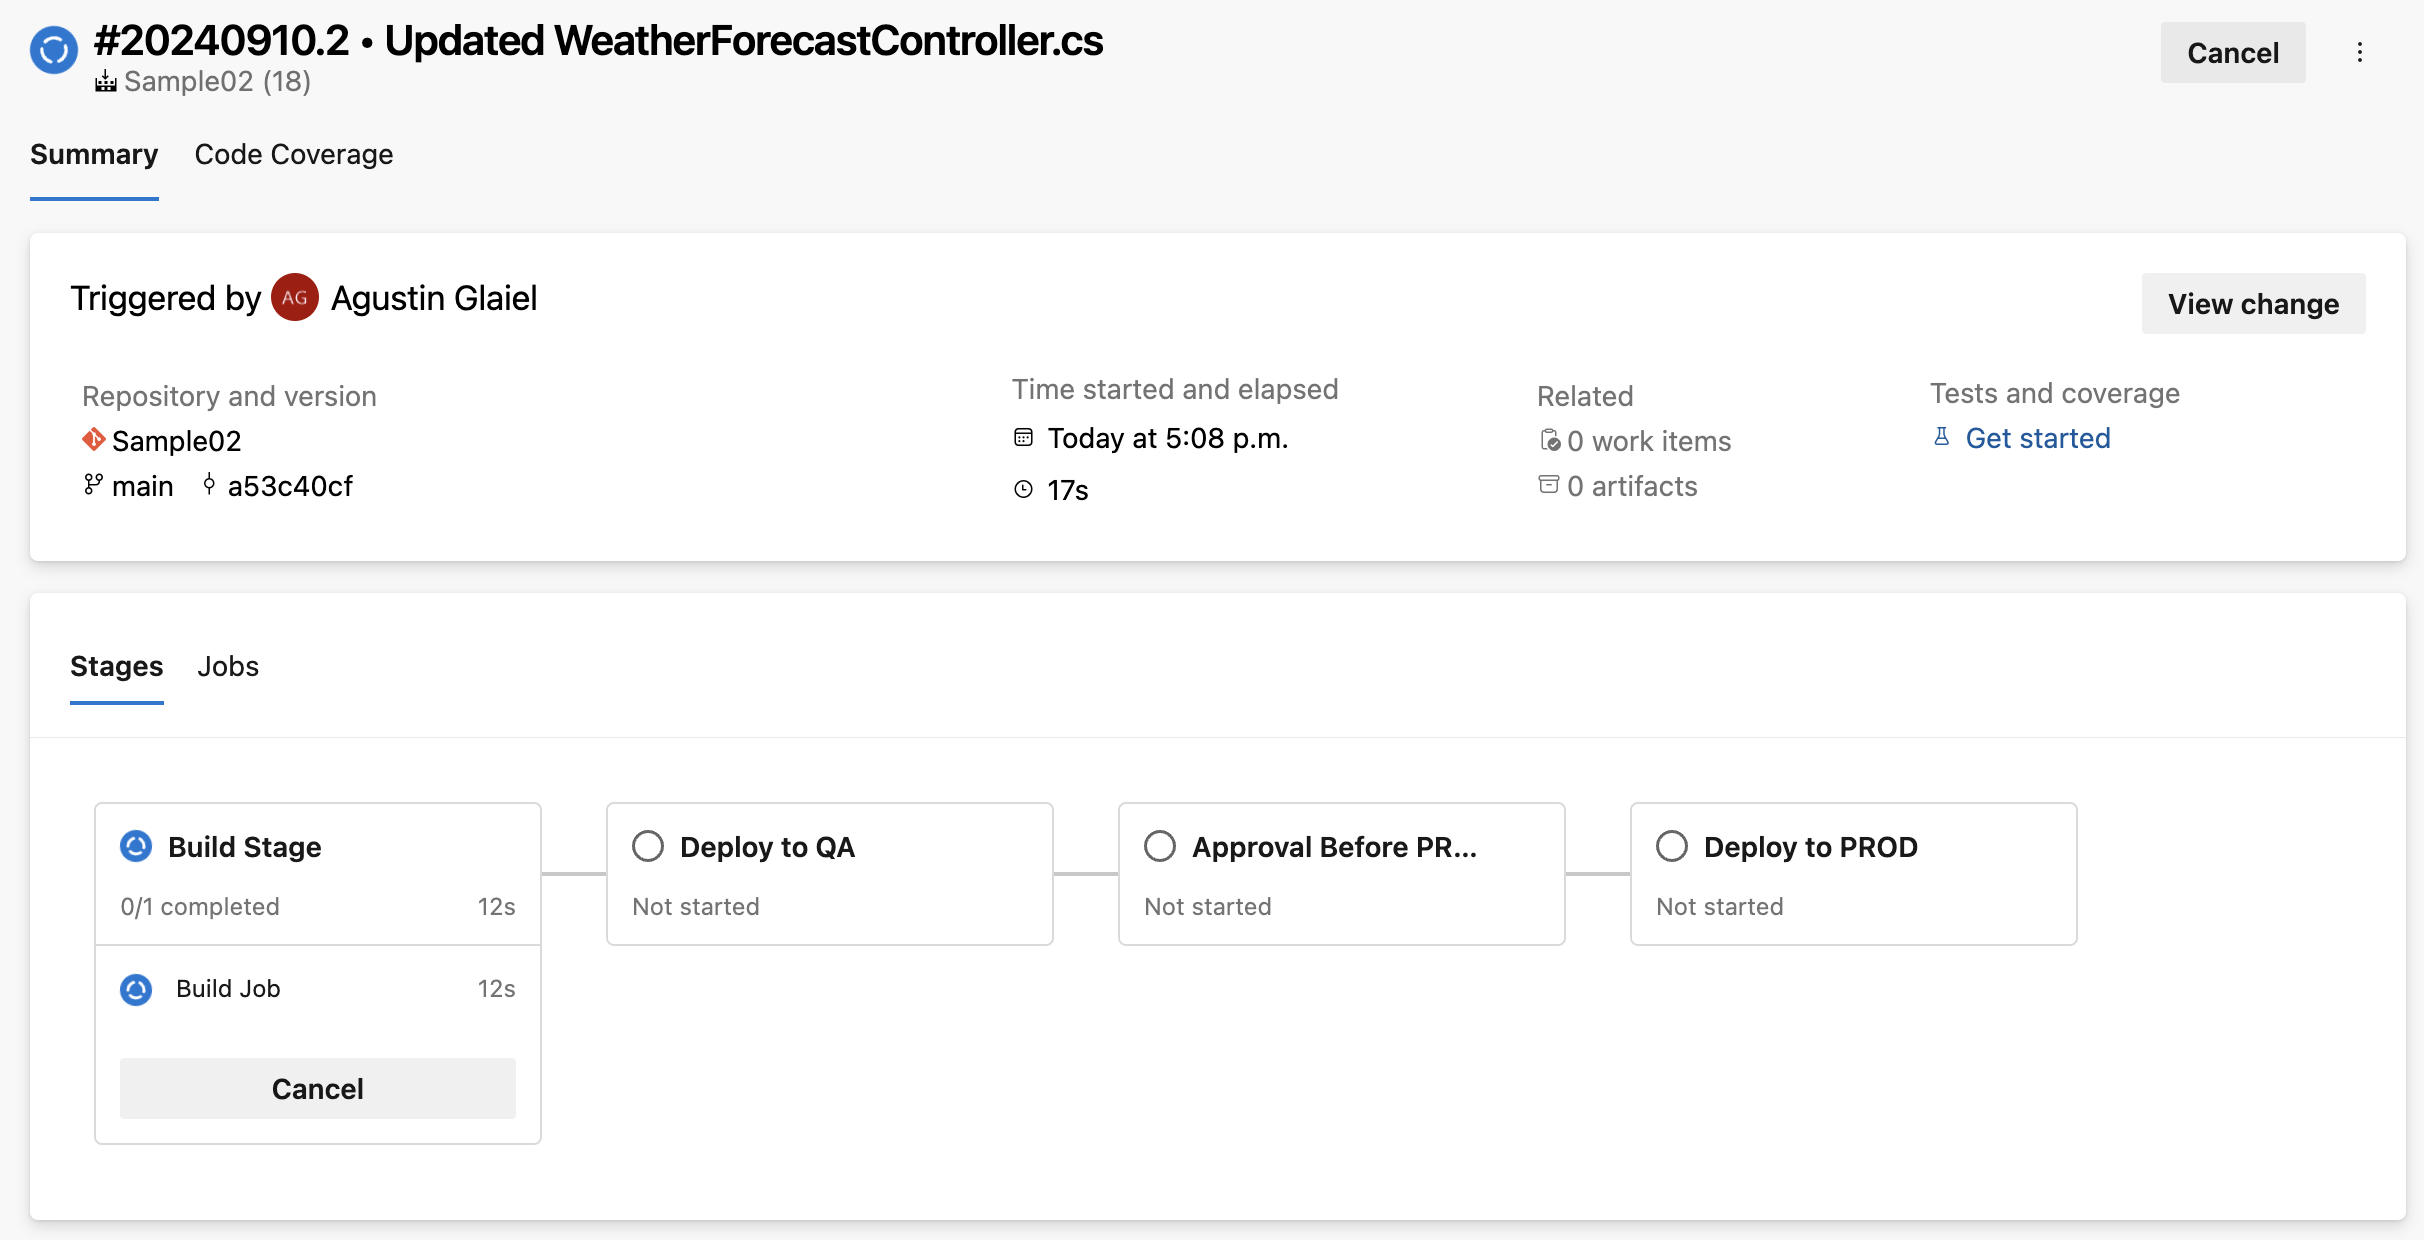 #20240910.2 • Updated WeatherForecastController.cs
Sample02 (18)
Cancel
Summary Code Coverage
Triggered by AG Agustin Glaiel
View change
Repository and version
Sample02
main a53c40cf
Time started and elapsed
Today at 5:08 p.m.
17s
Related
0 work items
0 artifacts
Tests and coverage
Get started
Stages Jobs
Build Stage
0/1 completed 12s
Build Job 12s
Cancel
Deploy to QA
Not started
Approval Before PR...
Not started
Deploy to PROD
Not started